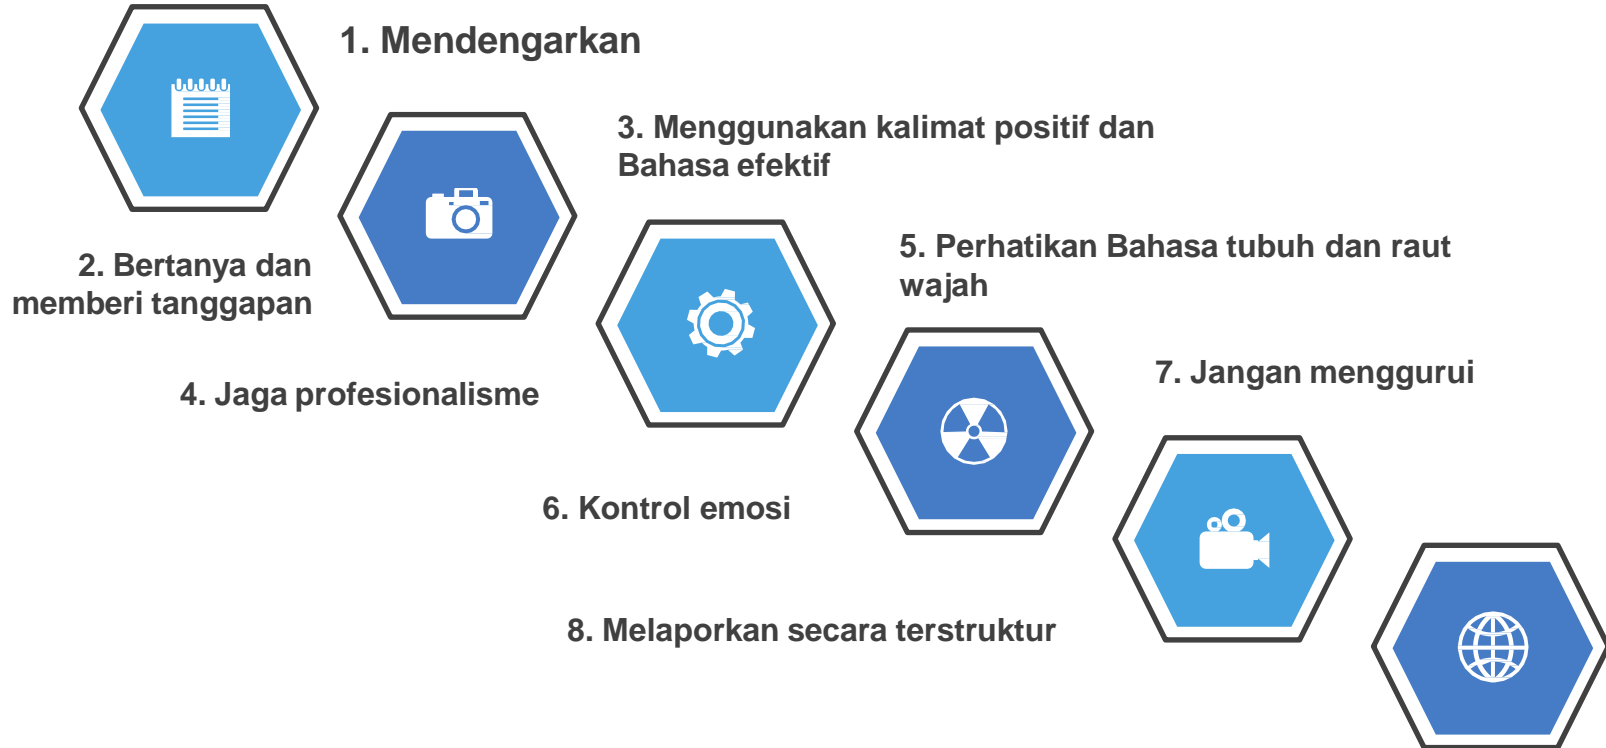 1. Mendengarkan
2. Bertanya dan
memberi tanggapan
3. Menggunakan kalimat positif dan
Bahasa efektif
4. Jaga profesionalisme
5. Perhatikan Bahasa tubuh dan raut
wajah
6. Kontrol emosi
7. Jangan menggurui
8. Melaporkan secara terstruktur